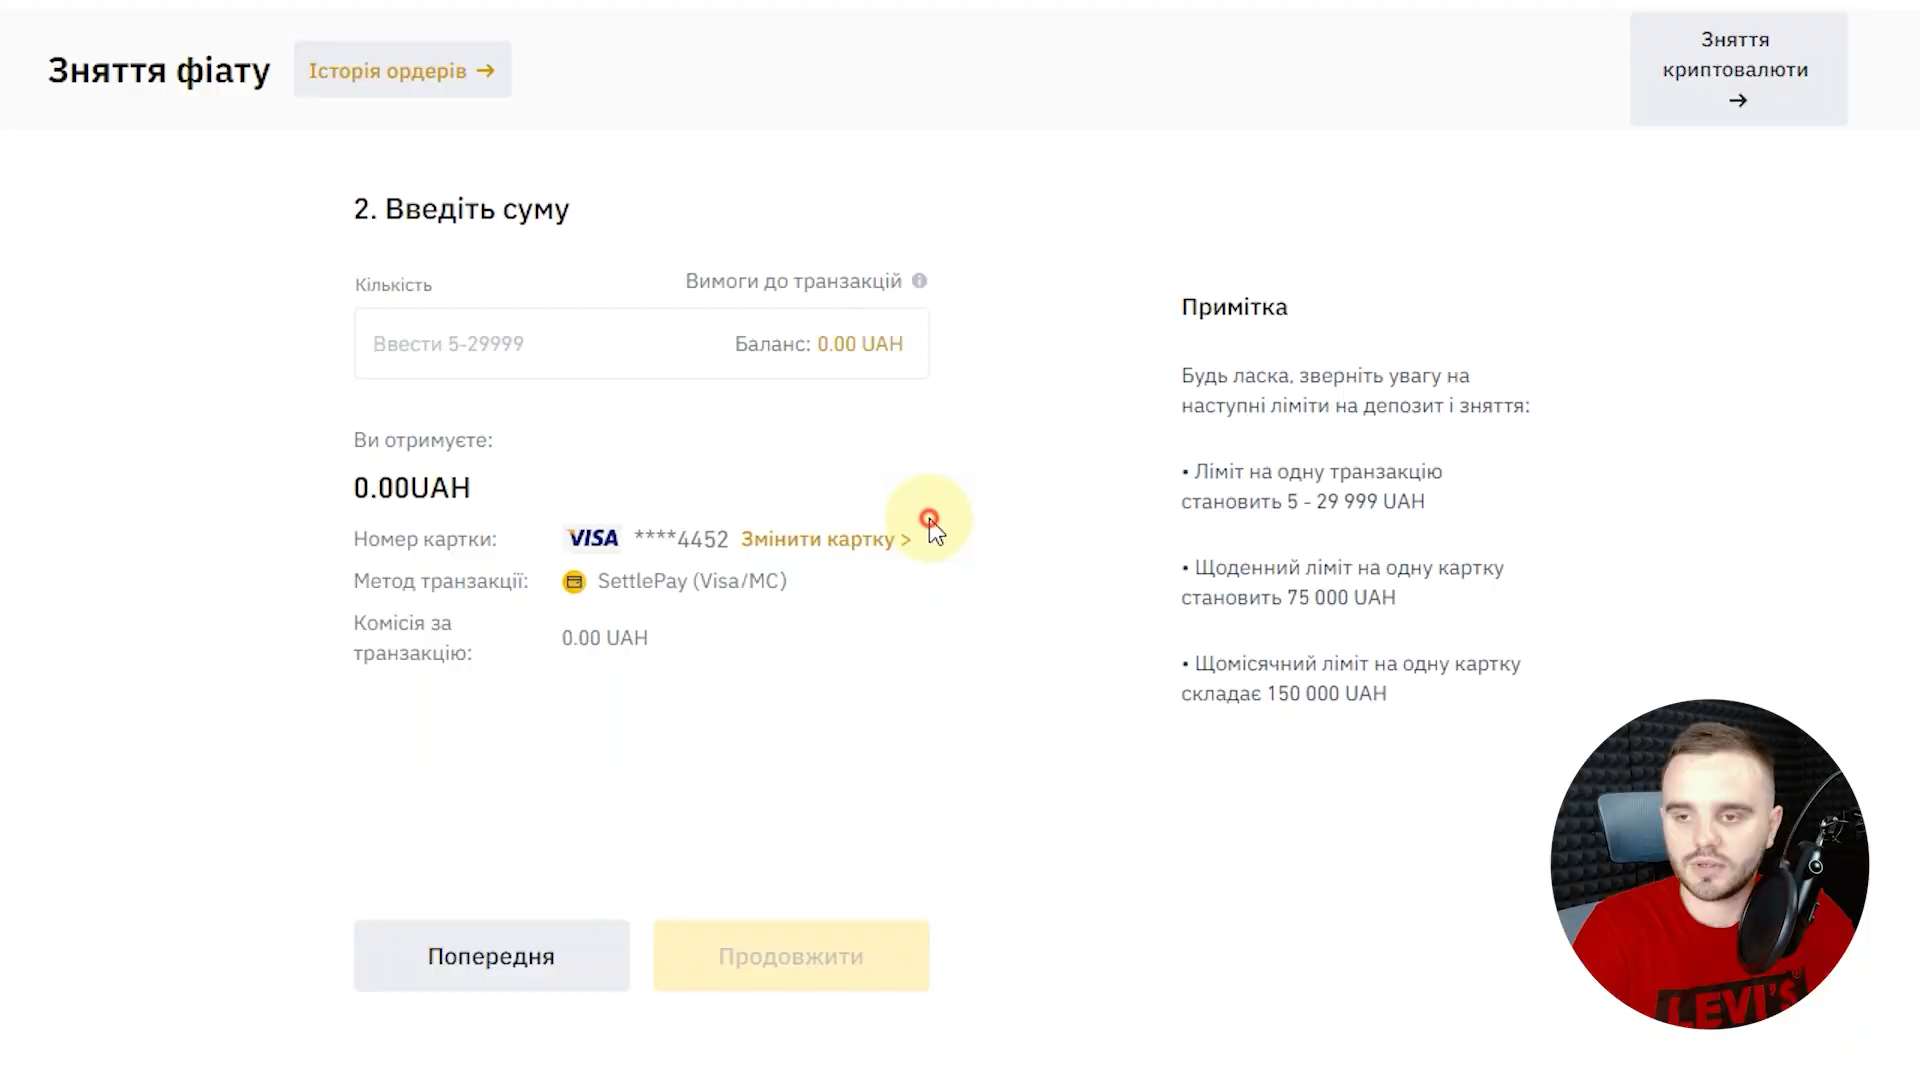 Зняття фіату
Історія ордерів →
Зняття
криптовалюти
→
2. Введіть суму
Кількість
Вимоги до транзакцій
Ввести 5-29999
Баланс: 0.00 UAH
Ви отримуєте:
0.00UAH
Номер картки:
VISA ****4452 Змінити картку >
Метод транзакції:
SettlePay (Visa/MC)
Комісія за
транзакцію:
0.00 UAH
Попередня
Продовжити
Примітка
Будь ласка, зверніть увагу на
наступні ліміти на депозит і зняття:
• Ліміт на одну транзакцію
становить 5 - 29 999 UAH
• Щоденний ліміт на одну картку
становить 75 000 UAH
• Щомісячний ліміт на одну картку
складає 150 000 UAH
LEVI'S